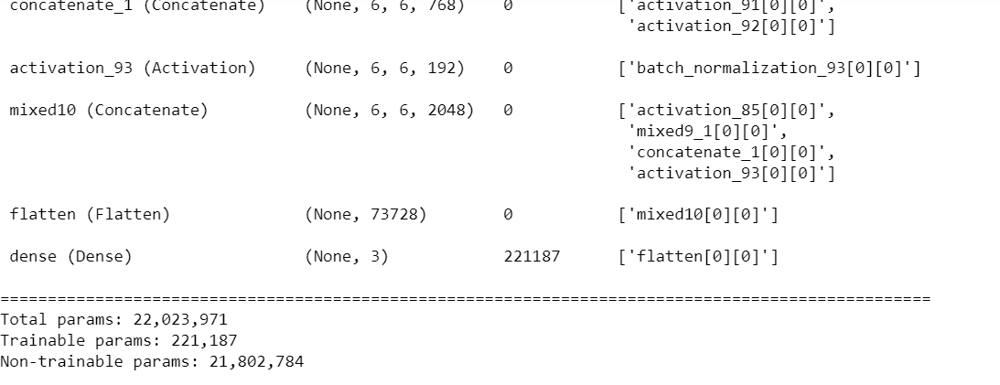 concatenate_1 (Concatenate) (None, 6, 6, 768) 0 ['activation_91[0][0]',
'activation_92[0][0]']
activation_93 (Activation) (None, 6, 6, 192) 0 ['batch_normalization_93[0][0]']
mixed10 (Concatenate) (None, 6, 6, 2048) 0 ['activation_85[0][0]',
'mixed9_1[0][0]',
'concatenate_1[0][0]',
'activation_93[0][0]']
flatten (Flatten) (None, 73728) 0 ['mixed10[0][0]']
dense (Dense) (None, 3) 221187 ['flatten[0][0]']
==================================================================================================
Total params: 22,023,971
Trainable params: 221,187
Non-trainable params: 21,802,784